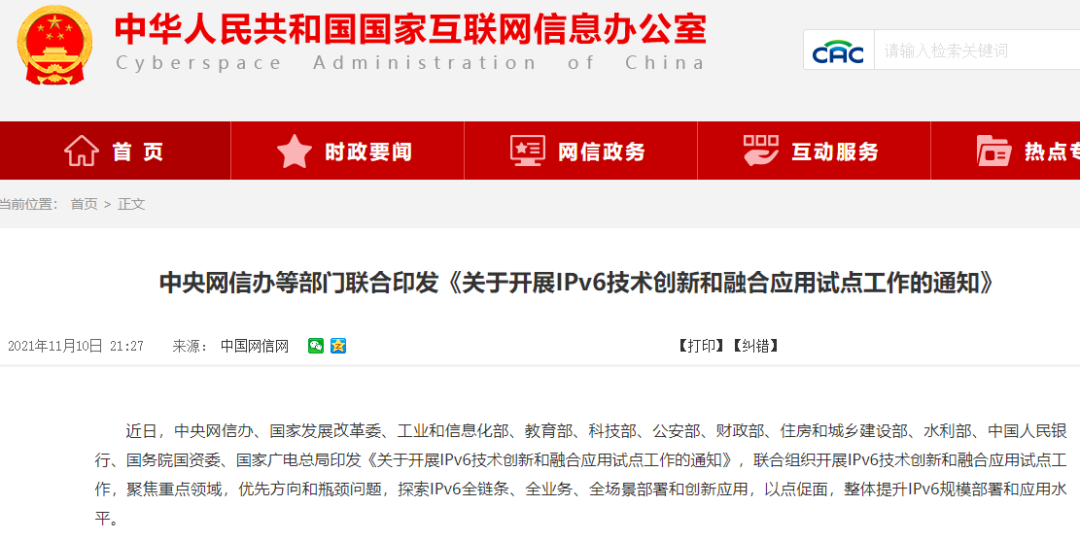 中华人民共和国国家互联网信息办公室
Cyberspace Administration of China
CAC
请输入检索关键词
首页
时政要闻
网信政务
互动服务
热点专
当前位置： 首页 > 正文
中央网信办等部门联合印发《关于开展IPv6技术创新和融合应用试点工作的通知》
2021年11月10日 21:27 来源： 中国网信网 【打印】【纠错】
近日，中央网信办、国家发展改革委、工业和信息化部、教育部、科技部、公安部、财政部、住房和城乡建设部、水利部、中国人民银
行、国务院国资委、国家广电总局印发《关于开展IPv6技术创新和融合应用试点工作的通知》，联合组织开展IPv6技术创新和融合应用试点工
作，聚焦重点领域，优先方向和瓶颈问题，探索IPv6全链条、全业务、全场景部署和创新应用，以点促面，整体提升IPv6规模部署和应用水
平。